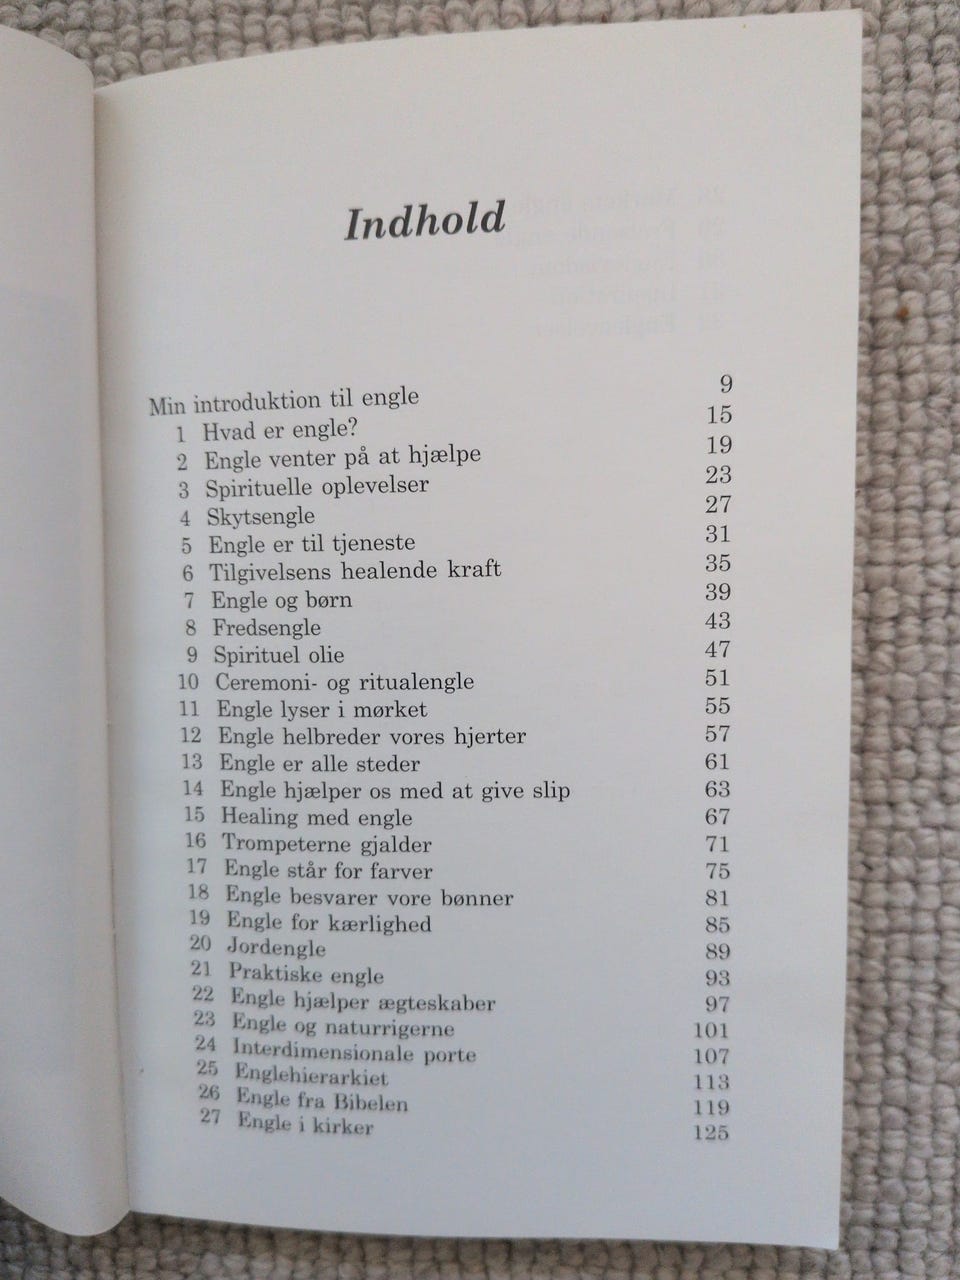 Indhold
Min introduktion til engle 9
1 Hvad er engle? 15
2 Engle venter på at hjælpe 19
3 Spirituelle oplevelser 23
4 Skytsengle 27
5 Engle er til tjeneste 31
6 Tilgivelsens healende kraft 35
7 Engle og børn 39
8 Fredsengle 43
9 Spirituel olie 47
10 Ceremoni- og ritualengle 51
11 Engle lyser i mørket 55
12 Engle helbreder vores hjerter 57
13 Engle er alle steder 61
14 Engle hjælper os med at give slip 63
15 Healing med engle 67
16 Trompeterne gjalder 71
17 Engle står for farver 75
18 Engle besvarer vore bønner 81
19 Engle for kærlighed 85
20 Jordengle 89
21 Praktiske engle 93
22 Engle hjælper ægteskaber 97
23 Engle og naturrigerne 101
24 Interdimensionale porte 107
25 Englehierarkiet 113
26 Engle fra Bibelen 119
27 Engle i kirker 125